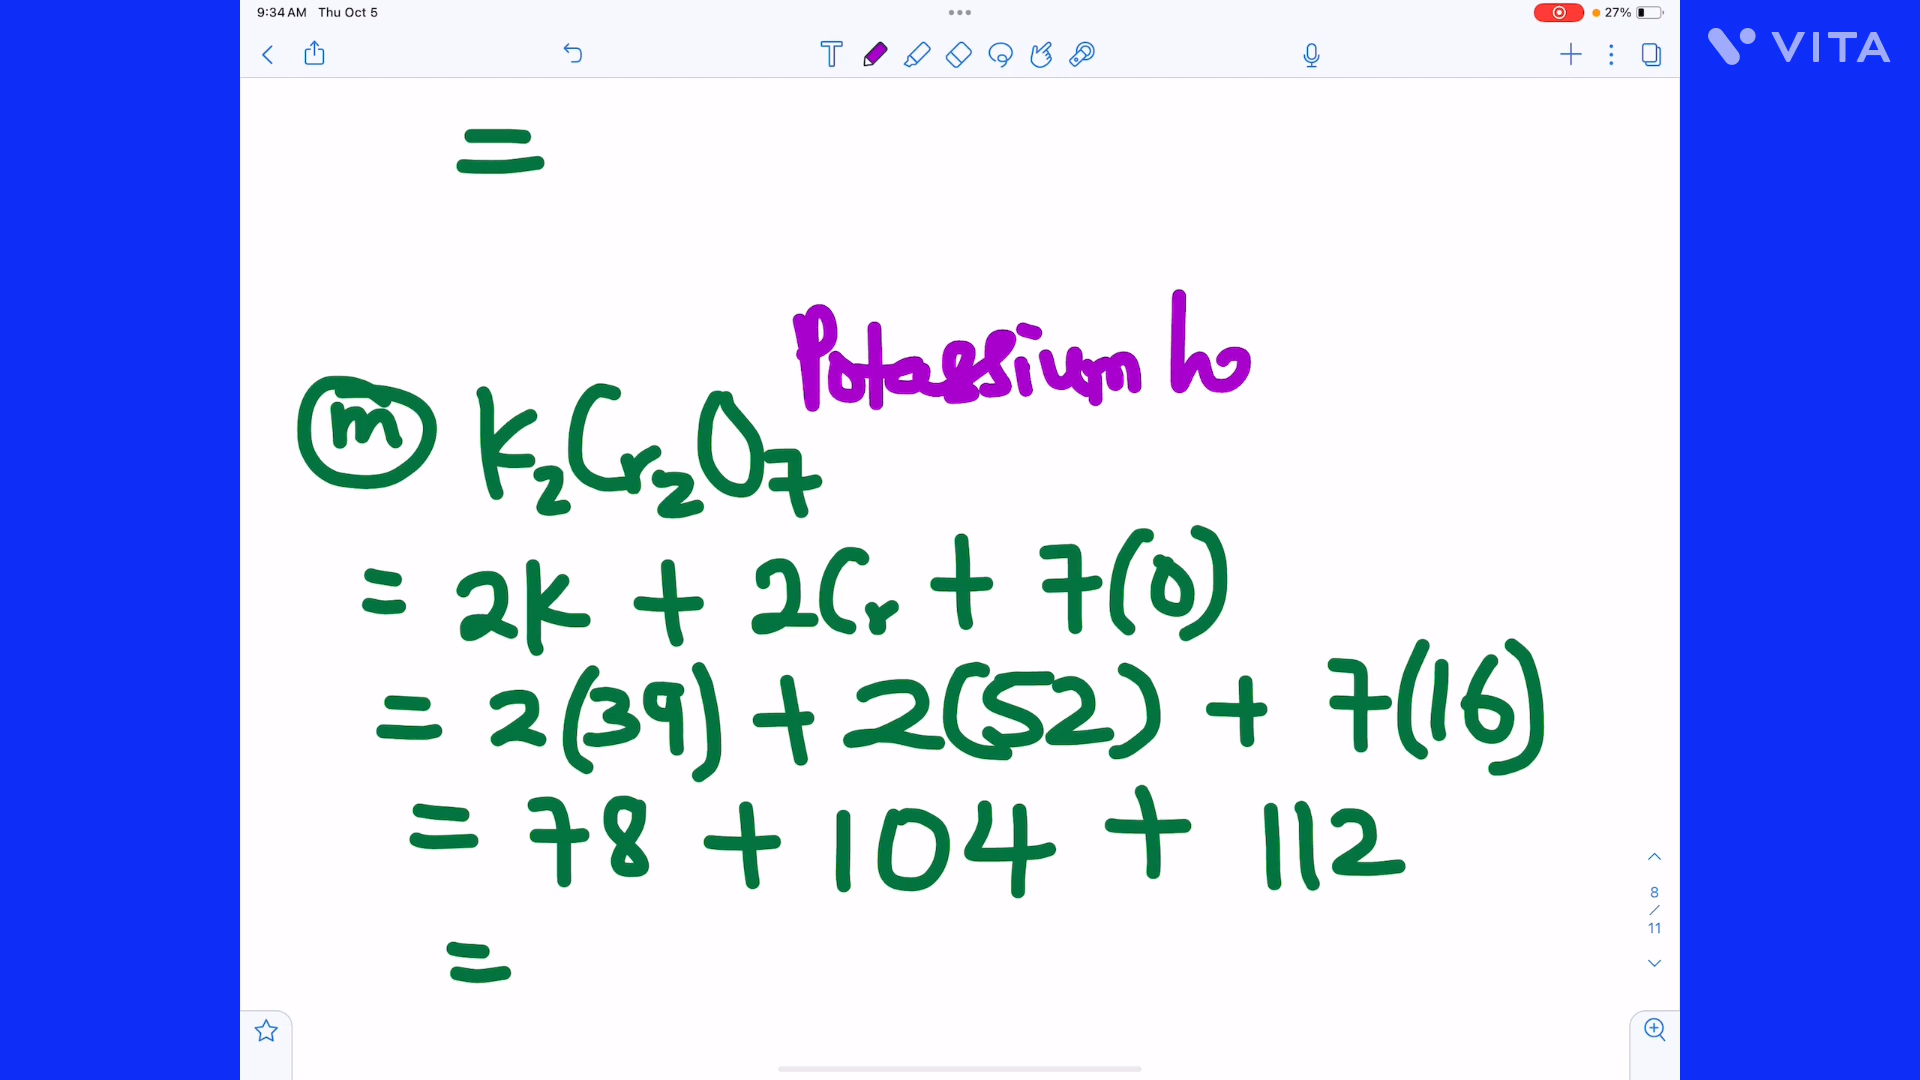 9:34 AM Thu Oct 5
27%
VITA
T
=
Potassium ho
m K₂Cr₂O₇
= 2K + 2Cr + 7(O)
= 2(39) + 2(52) + 7(16)
= 78 + 104 + 112
=
8
/
11